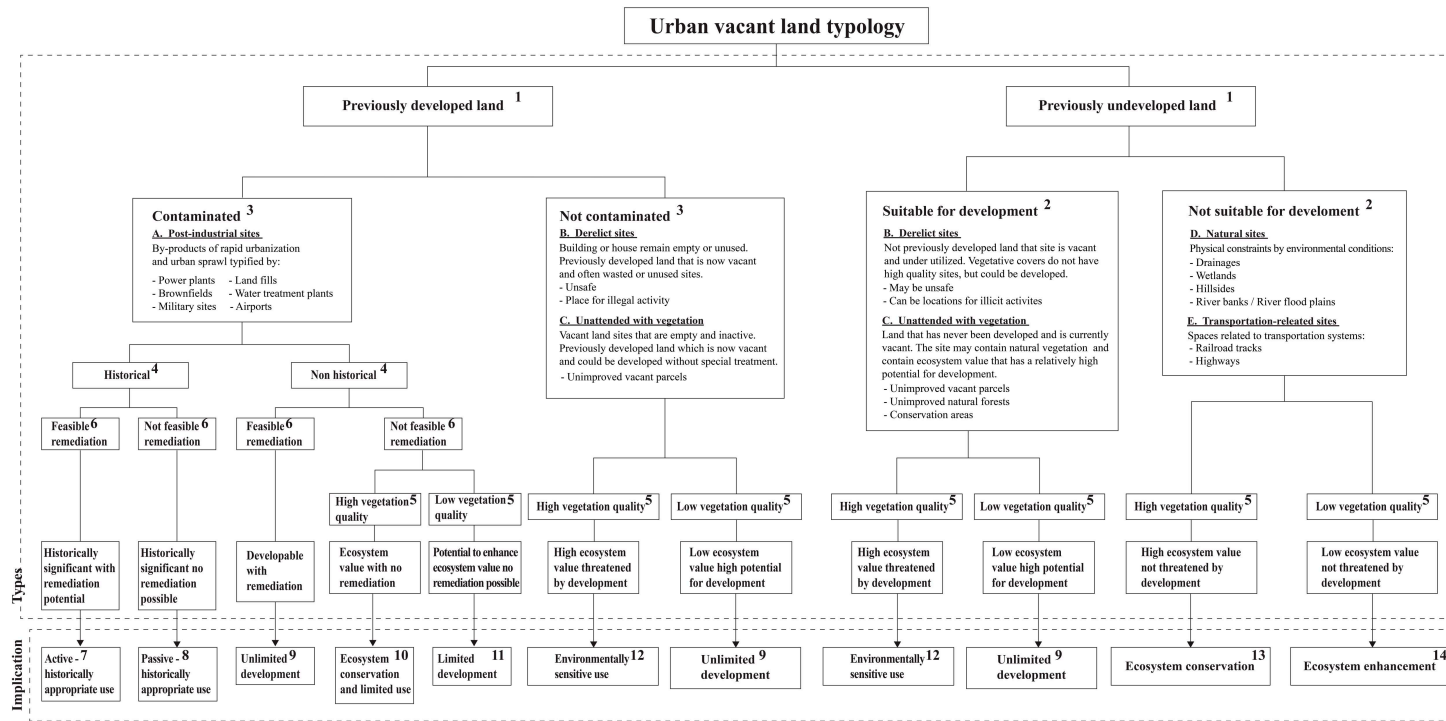 Urban vacant land typology
Previously developed land 1
Previously undeveloped land 1
Contaminated 3
A. Post-industrial sites
By-products of rapid urbanization
and urban sprawl typified by:
- Power plants - Land fills
- Brownfields - Water treatment plants
- Military sites - Airports
Not contaminated 3
B. Derelict sites
Building or house remain empty or unused.
Previously developed land that is now vacant
and often wasted or unused sites.
- Unsafe
- Place for illegal activity
C. Unattended with vegetation
Vacant land sites that are empty and inactive.
Previously developed land which is now vacant
and could be developed without special treatment.
- Unimproved vacant parcels
Suitable for development 2
B. Derelict sites
Not previously developed land that site is vacant
and under utilized. Vegetative covers do not have
high quality sites, but could be developed.
- May be unsafe
- Can be locations for illicit activites
C. Unattended with vegetation
Land that has never been developed and is currently
vacant. The site may contain natural vegetation and
contain ecosystem value that has a relatively high
potential for development.
- Unimproved vacant parcels
- Unimproved natural forests
- Conservation areas
Not suitable for develoment 2
D. Natural sites
Physical constraints by environmental conditions:
- Drainages
- Wetlands
- Hillsides
- River banks / River flood plains
E. Transportation-releated sites
Spaces related to transportation systems:
- Railroad tracks
- Highways
Historical 4
Non historical 4
Feasible 6
remediation
Not feasible 6
remediation
Feasible 6
remediation
Not feasible 6
remediation
High vegetation 5
quality
Low vegetation 5
quality
High vegetation quality 5
Low vegetation quality 5
High vegetation quality 5
Low vegetation quality 5
High vegetation quality 5
Low vegetation quality 5
Types
Historically
significant with
remediation
potential
Historically
significant no
remediation
possible
Developable
with
remediation
Ecosystem
value with no
remediation
Potential to enhance
ecosystem value no
remediation possible
High ecosystem
value threatened
by development
Low ecosystem
value high potential
for development
High ecosystem
value threatened
by development
Low ecosystem
value high potential
for development
High ecosystem value
not threatened by
development
Low ecosystem value
not threatened by
development
Implication
Active - 7
historically
appropriate use
Passive - 8
historically
appropriate use
Unlimited 9
development
Ecosystem 10
conservation
and limited use
Limited 11
development
Environmentally 12
sensitive use
Unlimited 9
development
Environmentally 12
sensitive use
Unlimited 9
development
Ecosystem conservation 13
Ecosystem enhancement 14